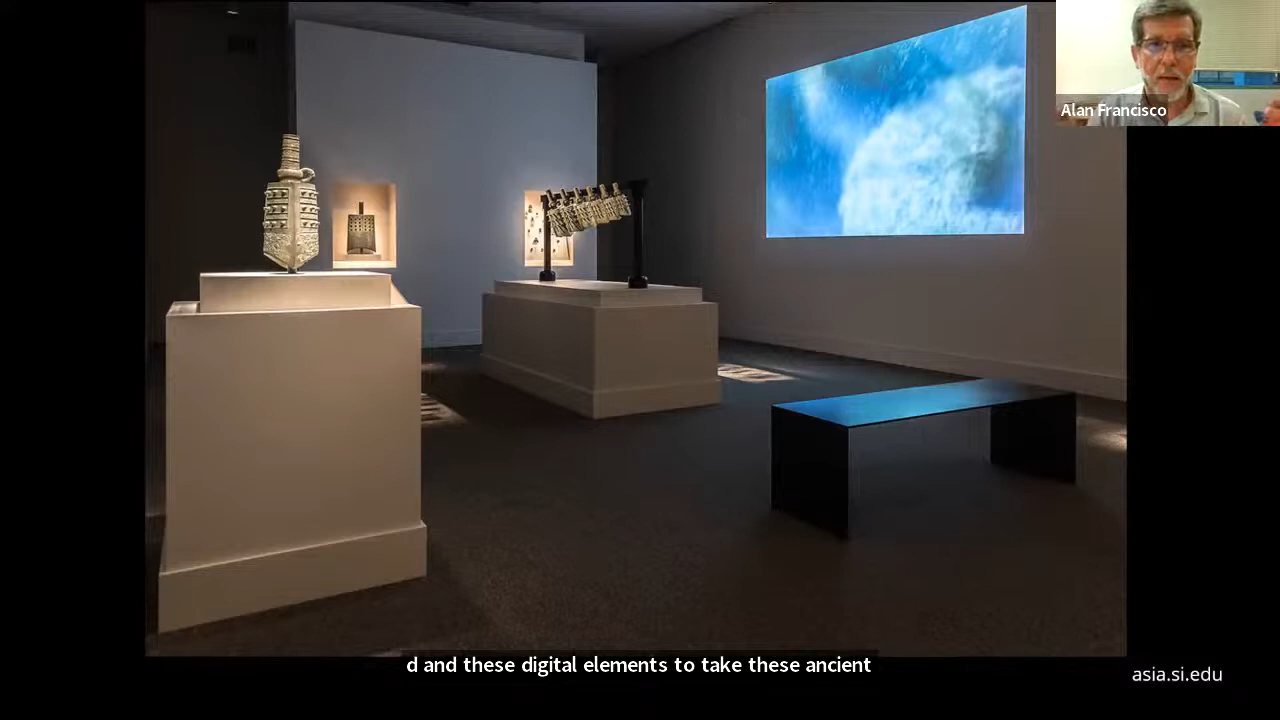 Alan Francisco
d and these digital elements to take these ancient
asia.si.edu